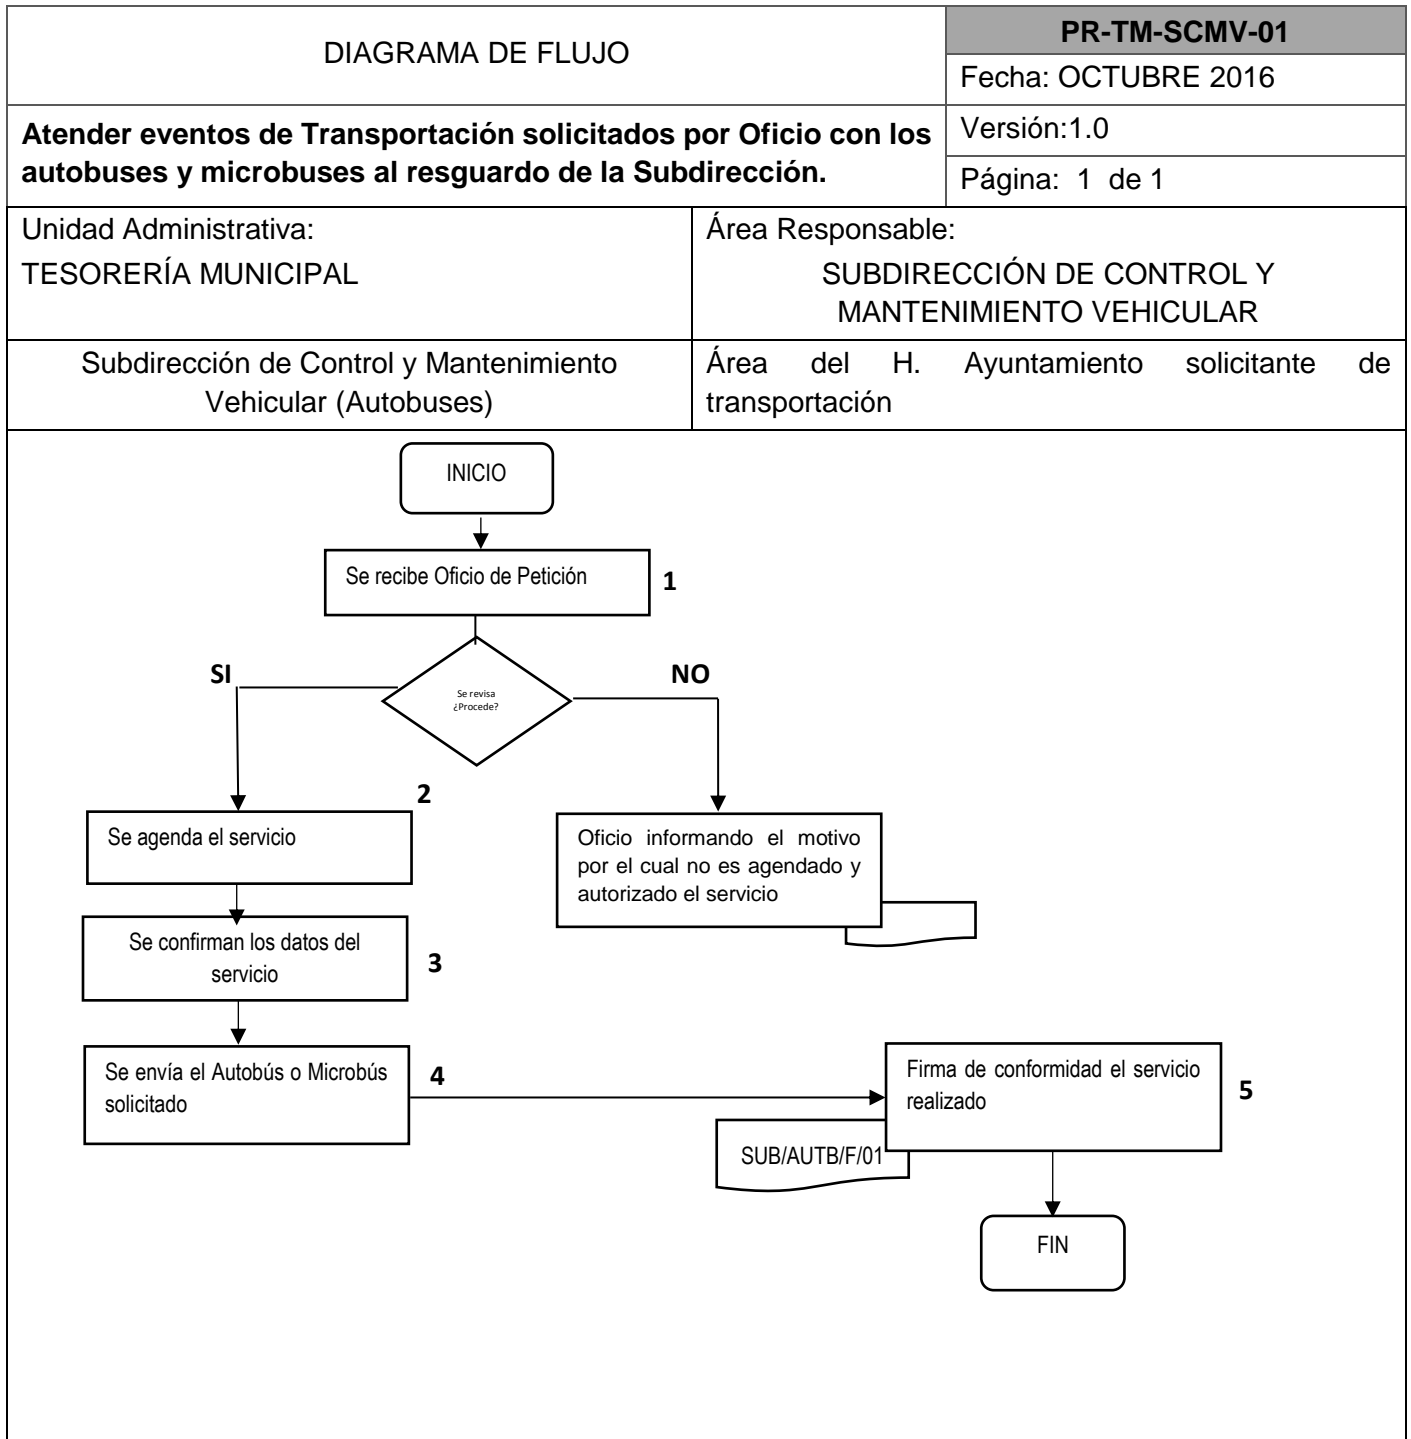 DIAGRAMA DE FLUJO
PR-TM-SCMV-01
Fecha: OCTUBRE 2016
Atender eventos de Transportación solicitados por Oficio con los
autobuses y microbuses al resguardo de la Subdirección.
Versión:1.0
Página: 1 de 1
Unidad Administrativa:
TESORERÍA MUNICIPAL
Área Responsable:
SUBDIRECCIÓN DE CONTROL Y
MANTENIMIENTO VEHICULAR
Subdirección de Control y Mantenimiento
Vehicular (Autobuses)
Área del H. Ayuntamiento solicitante de
transportación
INICIO
Se recibe Oficio de Petición
1
SI
NO
Se revisa
¿Procede?
2
Se agenda el servicio
Oficio informando el motivo
por el cual no es agendado y
autorizado el servicio
Se confirman los datos del
servicio
3
Se envía el Autobús o Microbús
solicitado
4
Firma de conformidad el servicio
realizado
5
SUB/AUTB/F/01
FIN